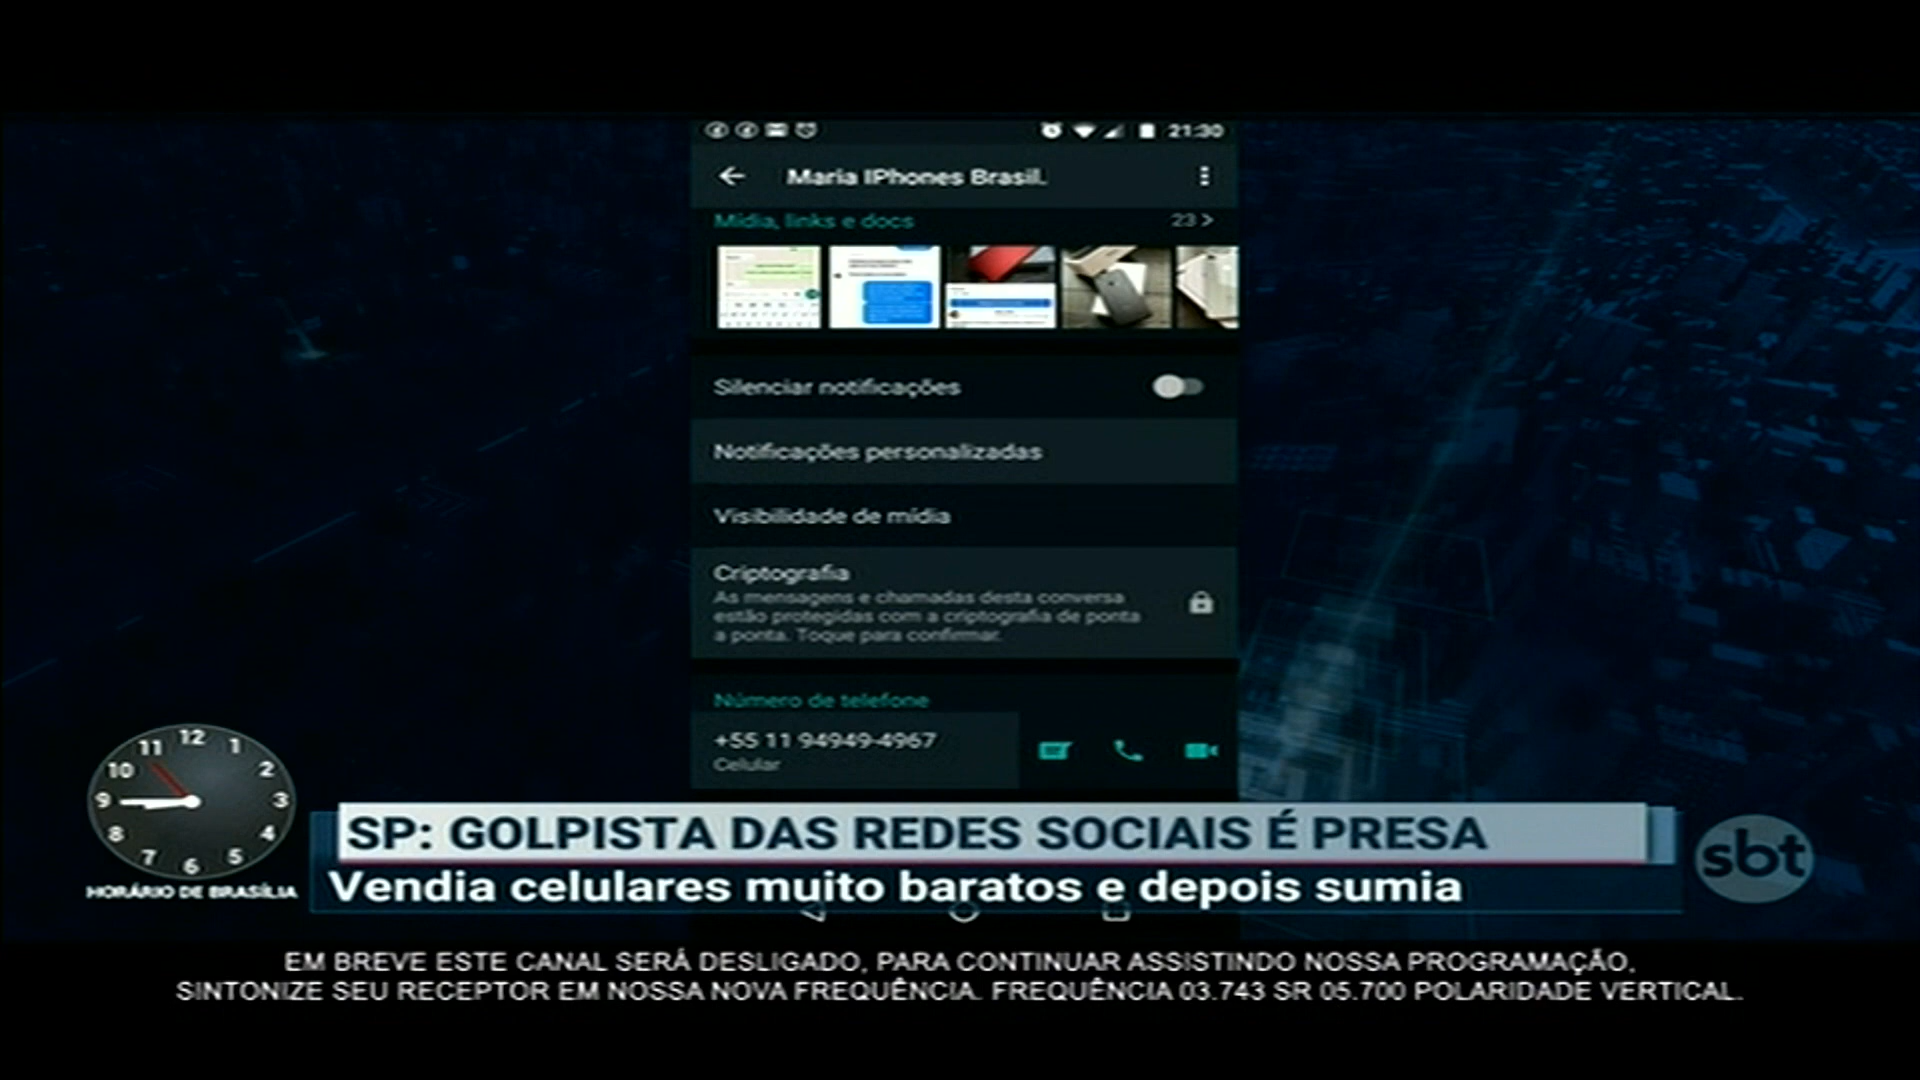 21:30
Maria IPhones Brasil.
Mídia, links e docs
23 >
Silenciar notificações
Notificações personalizadas
Visibilidade de mídia
Criptografia
As mensagens e chamadas desta conversa
estão protegidas com a criptografia de ponta
a ponta. Toque para confirmar.
Número de telefone
+55 11 94949-4967
Celular
12
1
2
3
4
5
6
7
8
9
10
11
HORÁRIO DE BRASÍLIA
SP: GOLPISTA DAS REDES SOCIAIS É PRESA
Vendia celulares muito baratos e depois sumia
sbt
EM BREVE ESTE CANAL SERÁ DESLIGADO, PARA CONTINUAR ASSISTINDO NOSSA PROGRAMAÇÃO,
SINTONIZE SEU RECEPTOR EM NOSSA NOVA FREQUÊNCIA. FREQUÊNCIA 03.743 SR 05.700 POLARIDADE VERTICAL.